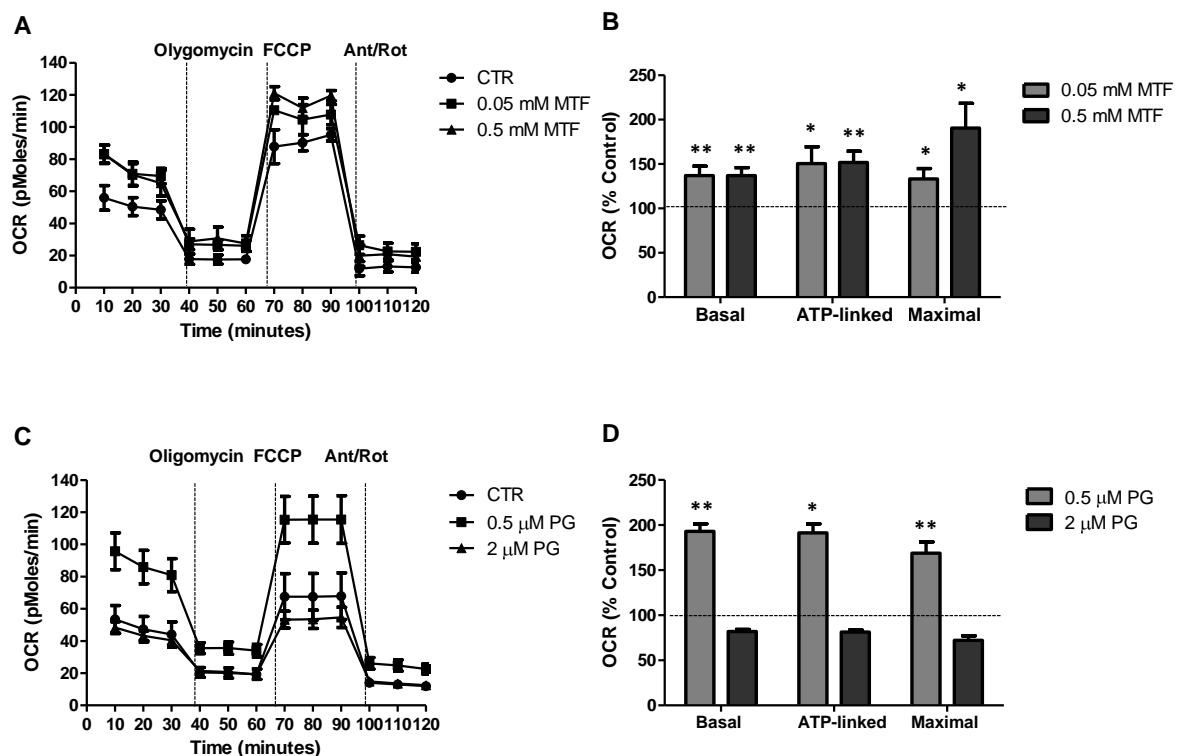 A
Olygomycin FCCP Ant/Rot
OCR (pMoles/min)
140
120
100
80
60
40
20
0
0 10 20 30 40 50 60 70 80 90 100 110 120
Time (minutes)
CTR
0.05 mM MTF
0.5 mM MTF
B
OCR (% Control)
250
200
150
100
50
0
** ** * ** * *
Basal ATP-linked Maximal
0.05 mM MTF
0.5 mM MTF
C
Oligomycin FCCP Ant/Rot
OCR (pMoles/min)
140
120
100
80
60
40
20
0
0 10 20 30 40 50 60 70 80 90 100 110 120
Time (minutes)
CTR
0.5 μM PG
2 μM PG
D
OCR (% Control)
250
200
150
100
50
0
** * **
Basal ATP-linked Maximal
0.5 μM PG
2 μM PG